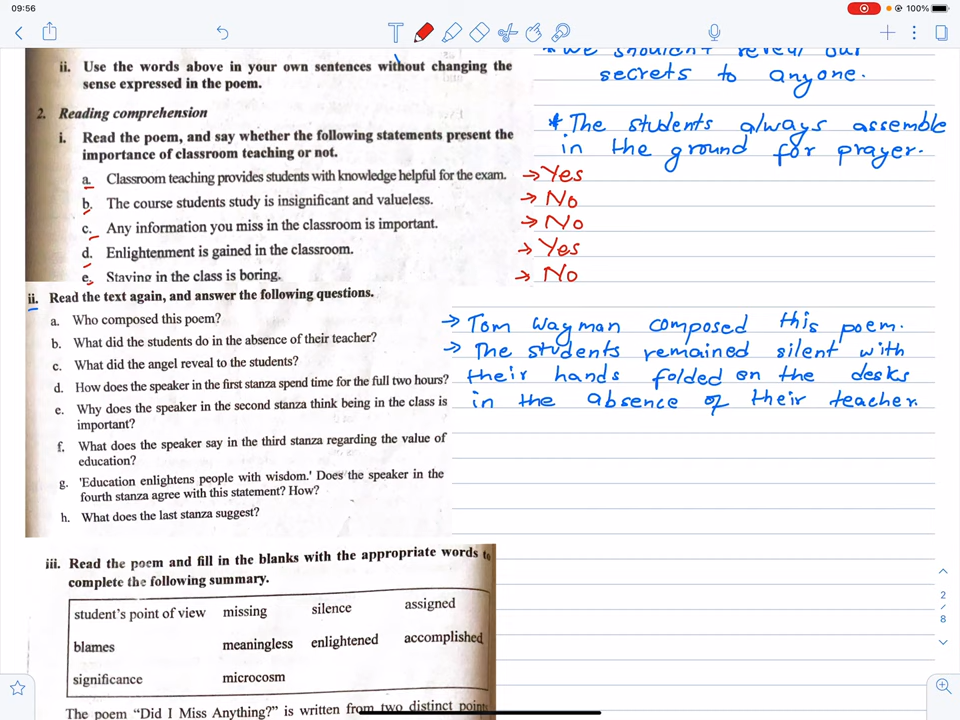 09:56
100%
T
ii. Use the words above in your own sentences without changing the
sense expressed in the poem.
* we shouldn't reveal our
secrets to anyone.
2. Reading comprehension
i. Read the poem, and say whether the following statements present the
importance of classroom teaching or not.
* The students always assemble
in the ground for prayer.
a. Classroom teaching provides students with knowledge helpful for the exam. → Yes
b. The course students study is insignificant and valueless. → No
c. Any information you miss in the classroom is important. → No
d. Enlightenment is gained in the classroom. → Yes
e. Staying in the class is boring. → No
ii. Read the text again, and answer the following questions.
a. Who composed this poem?
b. What did the students do in the absence of their teacher?
c. What did the angel reveal to the students?
d. How does the speaker in the first stanza spend time for the full two hours?
e. Why does the speaker in the second stanza think being in the class is
important?
f. What does the speaker say in the third stanza regarding the value of
education?
g. 'Education enlightens people with wisdom.' Does the speaker in the
fourth stanza agree with this statement? How?
h. What does the last stanza suggest?
→ Tom Wayman composed this poem.
→ The students remained silent with
their hands folded on the desks
in the absence of their teacher.
iii. Read the poem and fill in the blanks with the appropriate words to
complete the following summary.
student's point of view missing silence assigned
blames meaningless enlightened accomplished
significance microcosm
The poem “Did I Miss Anything?” is written from two distinct point
2
/
8